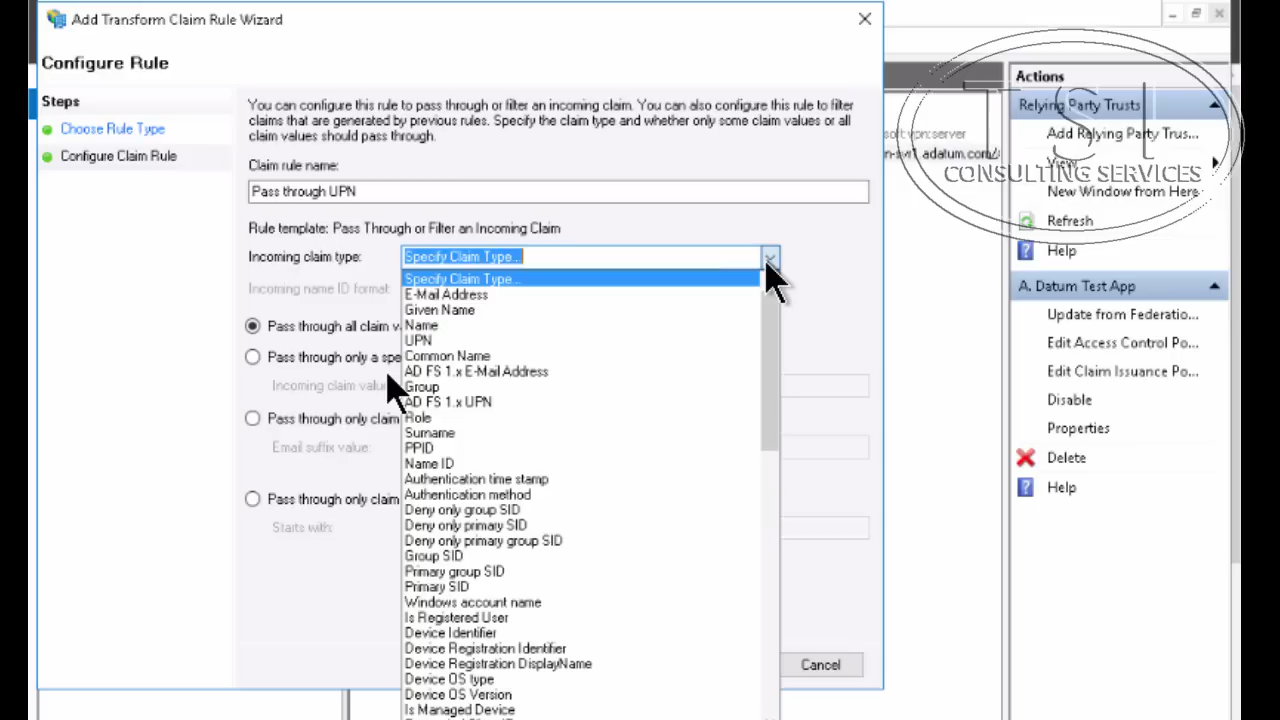 Add Transform Claim Rule Wizard
Configure Rule
Steps
Choose Rule Type
Configure Claim Rule
You can configure this rule to pass through or filter an incoming claim. You can also configure this rule to filter
claims that are generated by previous rules. Specify the claim type and whether only some claim values or all
claim values should pass through.
Claim rule name:
Pass through UPN
Rule template: Pass Through or Filter an Incoming Claim
Incoming claim type:
Specify Claim Type...
Incoming name ID format:
Pass through all claim v
Pass through only a spe
Incoming claim value
Pass through only claim
Email suffix value:
Pass through only claim
Starts with:
Specify Claim Type...
E-Mail Address
Given Name
Name
UPN
Common Name
AD FS 1.x E-Mail Address
Group
AD FS 1.x UPN
Role
Surname
PPID
Name ID
Authentication time stamp
Authentication method
Deny only group SID
Deny only primary SID
Deny only primary group SID
Group SID
Primary group SID
Primary SID
Windows account name
Is Registered User
Device Identifier
Device Registration Identifier
Device Registration DisplayName
Device OS type
Device OS Version
Is Managed Device
Cancel
soft:vpn:server
n-svr1.adatum.com/
Actions
Relying Party Trusts
Add Relying Party Trus...
View
New Window from Here
Refresh
Help
A. Datum Test App
Update from Federatio...
Edit Access Control Po...
Edit Claim Issuance Po...
Disable
Properties
Delete
Help
TSI
CONSULTING SERVICES